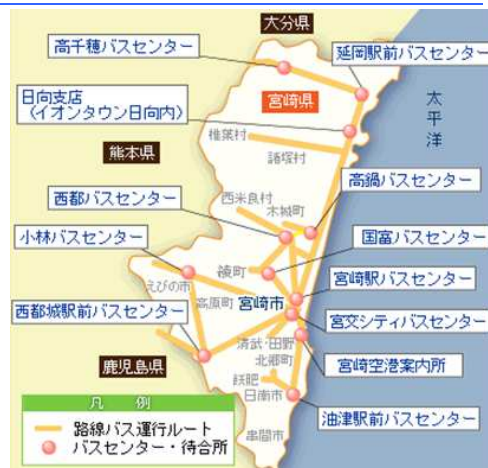 大分県
高千穂バスセンター
延岡駅前バスセンター
日向支店
（イオンタウン日向内）
宮崎県
太平洋
椎葉村
諸塚村
熊本県
高鍋バスセンター
西米良村
西都バスセンター
木城町
小林バスセンター
国富バスセンター
綾町
えびの市
高原町
宮崎市
宮崎駅バスセンター
西都城駅前バスセンター
宮交シティバスセンター
清武・田野
北郷町
宮崎空港案内所
鹿児島県
飫肥
日南市
油津駅前バスセンター
串間市
凡 例
路線バス運行ルート
バスセンター・待合所